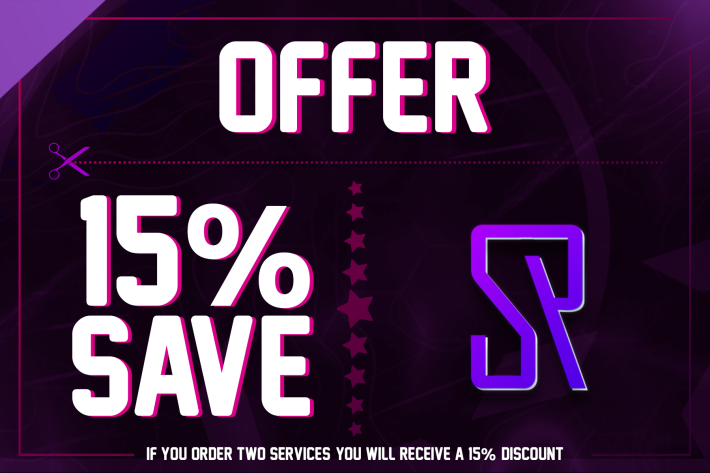 OFFER
15%
SAVE
SR
IF YOU ORDER TWO SERVICES YOU WILL RECEIVE A 15% DISCOUNT